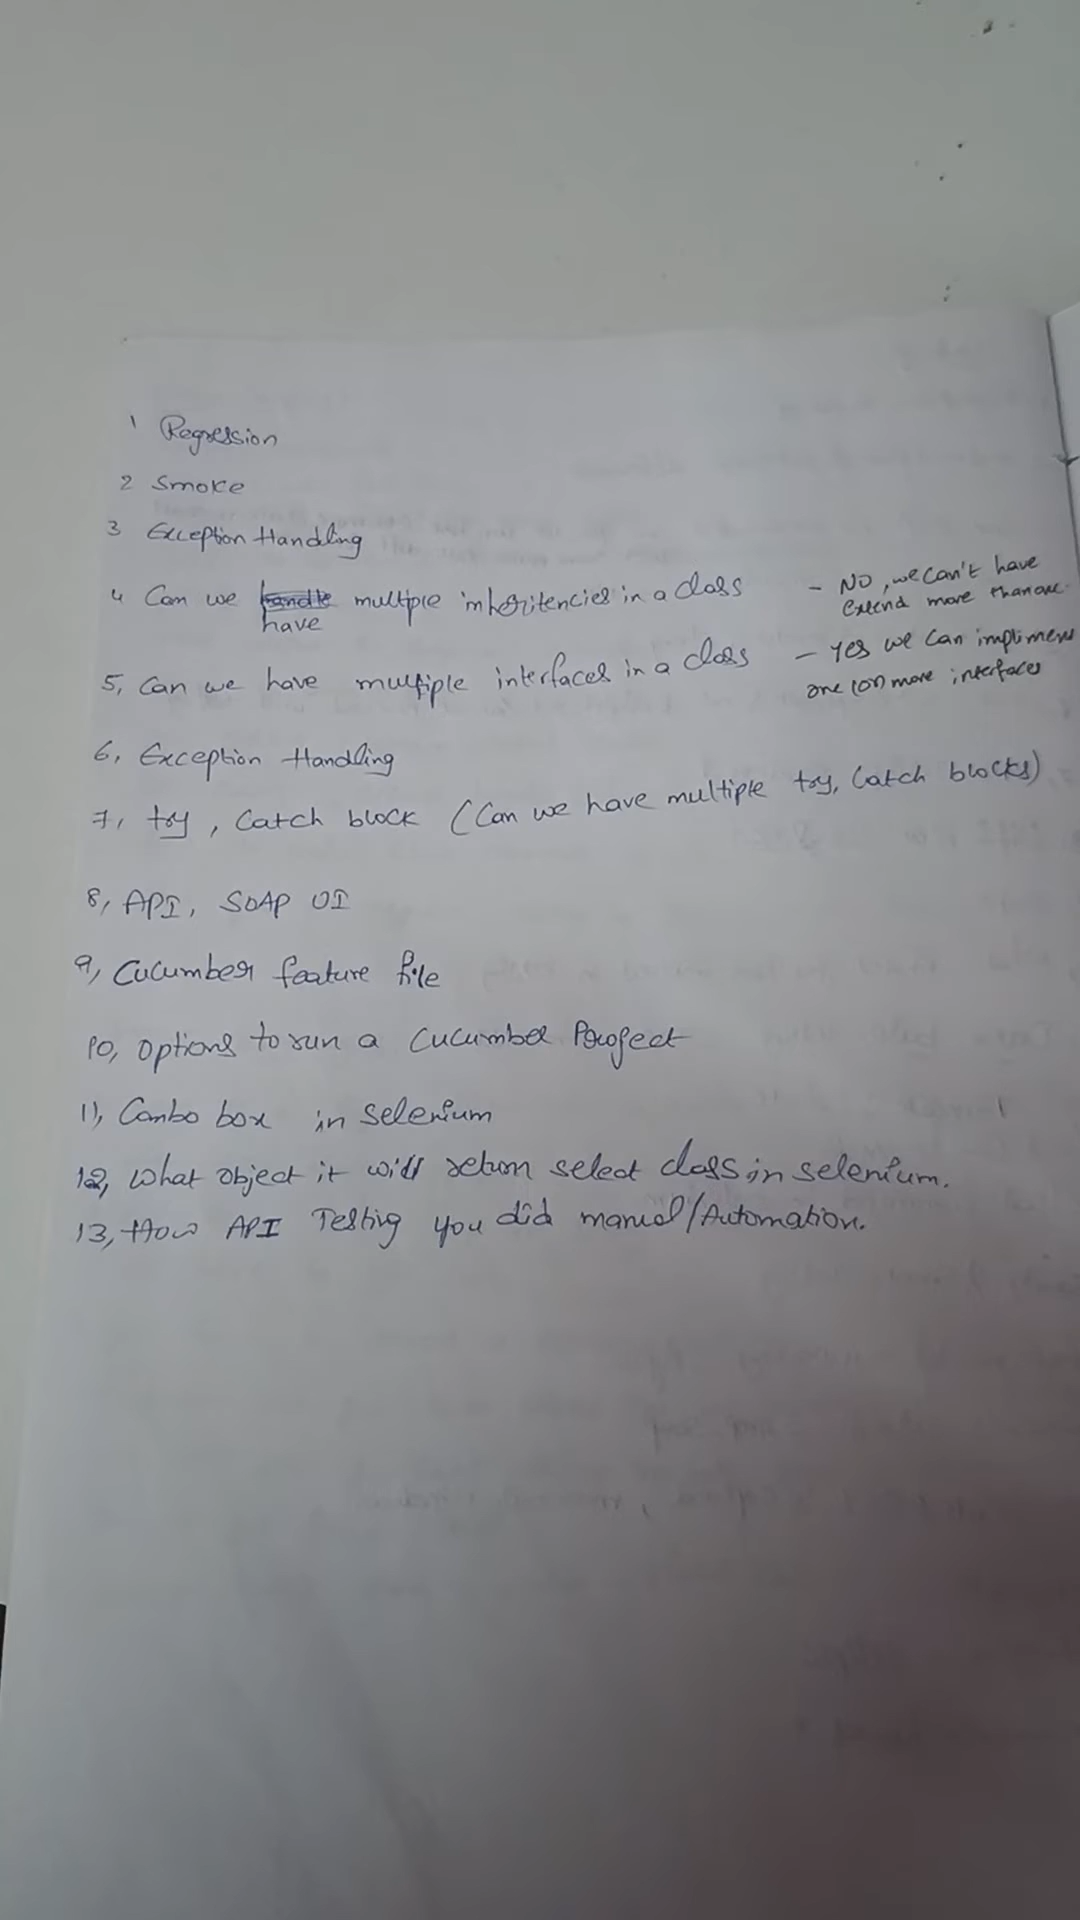 1 Regression
2 Smoke
3 Exception Handling
4 Can we handle multiple inheritencies in a class - No, we can't have
have
Extend more than one.
5, Can we have multiple interfaces in a class - Yes we can implimens
one (or) more interfaces
6, Exception Handling
7, try, Catch block (Can we have multiple try, Catch blocks)
8, API, SOAP UI
9, Cucumber feature file
10, Options to run a Cucumber Project
11, Combo box in selenium
12, What Object it will return select class in selenium.
13, How API Testing you did manual/Automation.